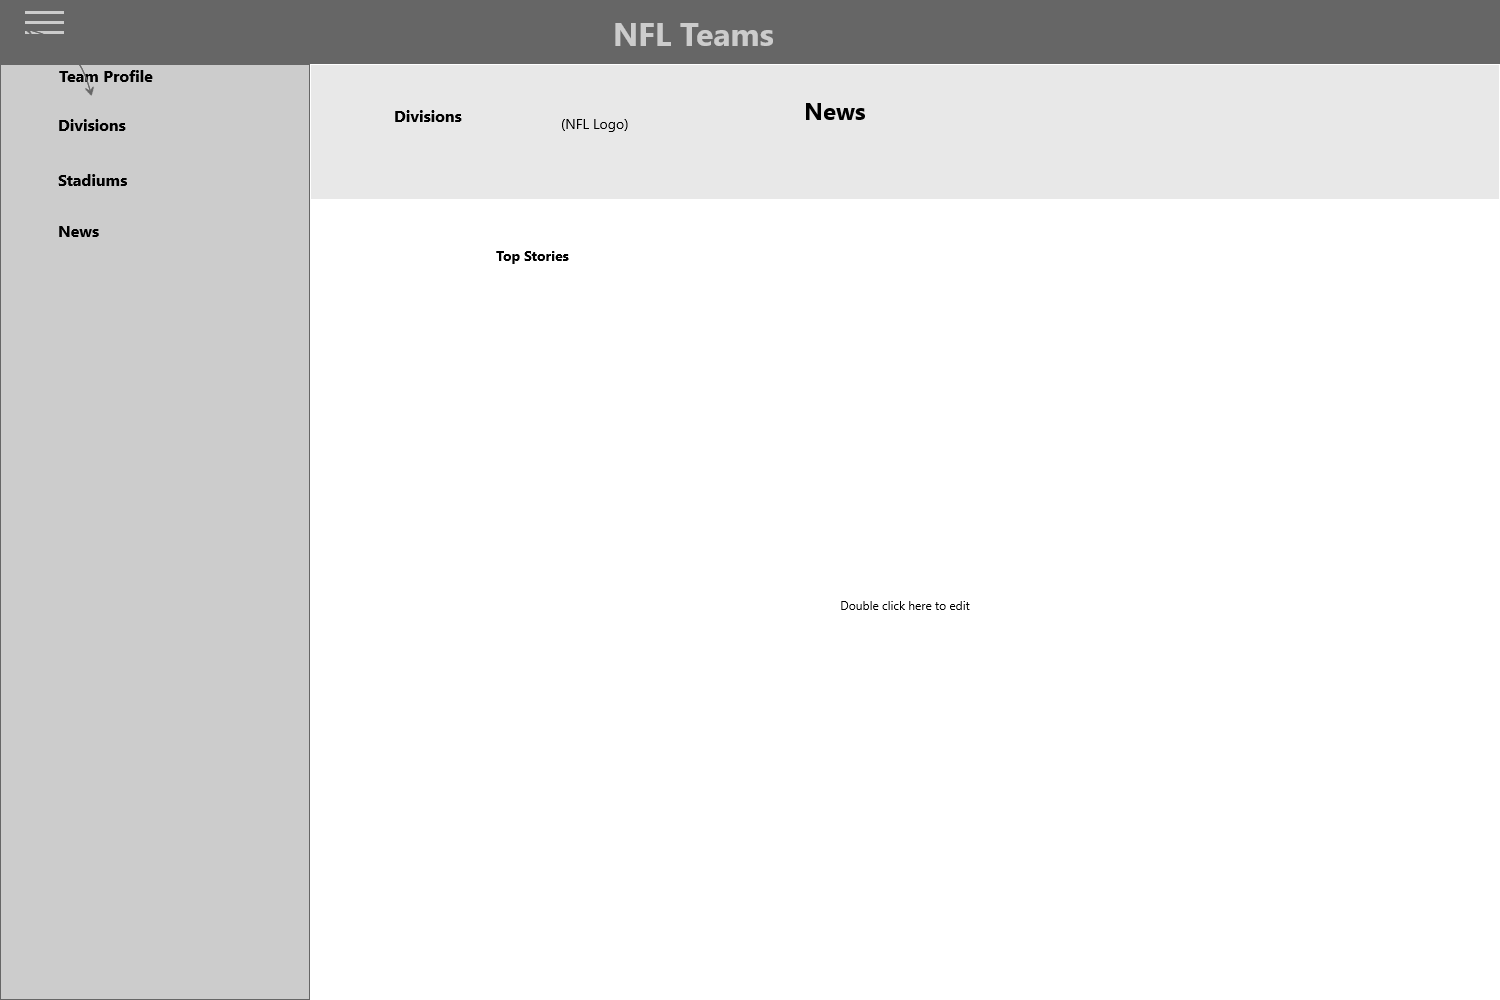 NFL Teams
Team Profile
Divisions
Stadiums
News
Divisions
(NFL Logo)
News
Top Stories
Double click here to edit